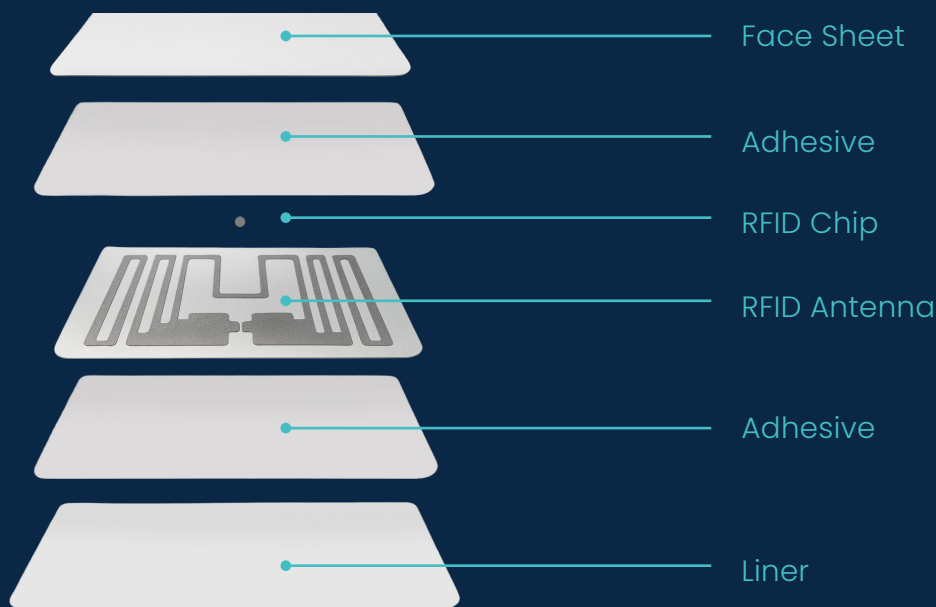 Face Sheet
Adhesive
RFID Chip
RFID Antenna
Adhesive
Liner